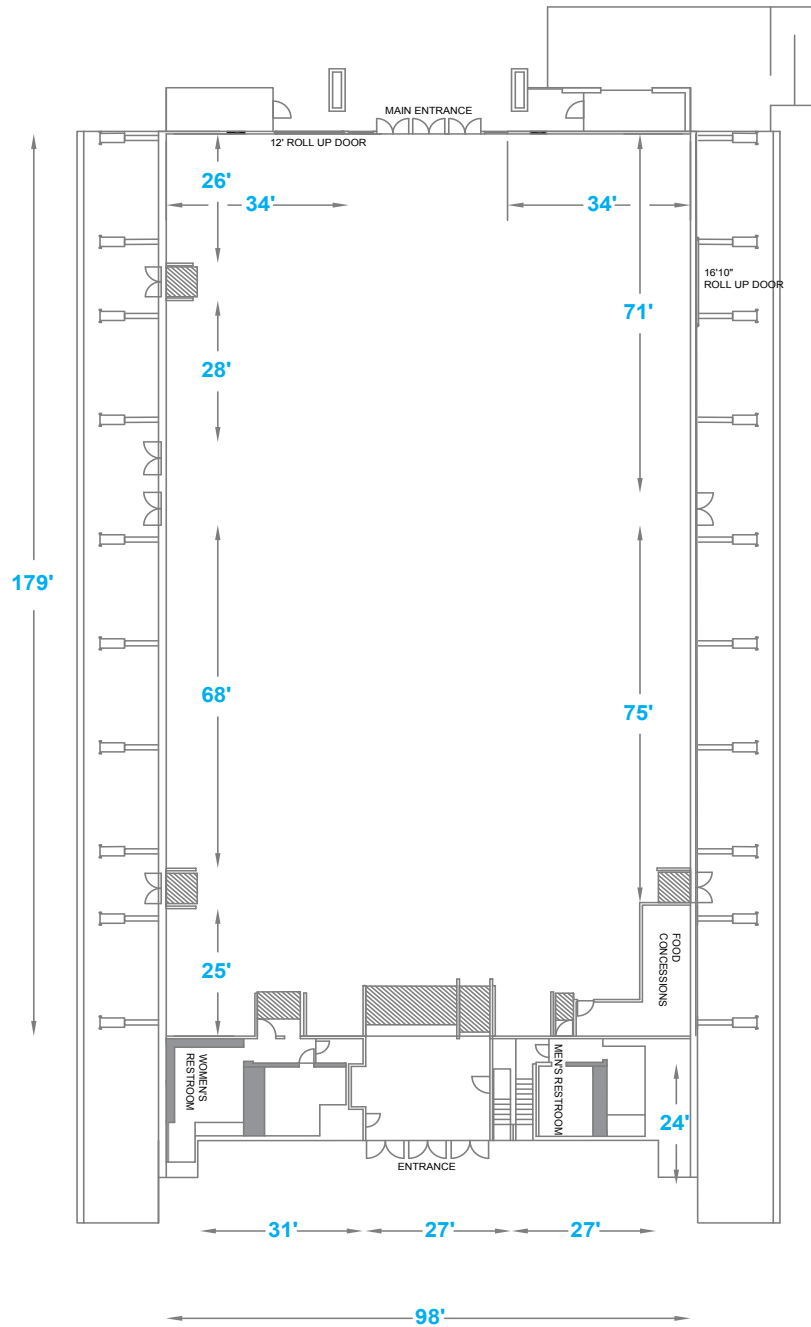 MAIN ENTRANCE
12' ROLL UP DOOR
26'
34'
34'
16'10"
ROLL UP DOOR
71'
28'
179'
68'
75'
25'
FOOD
CONCESSIONS
WOMEN'S
RESTROOM
MEN'S RESTROOM
24'
ENTRANCE
31'
27'
27'
98'